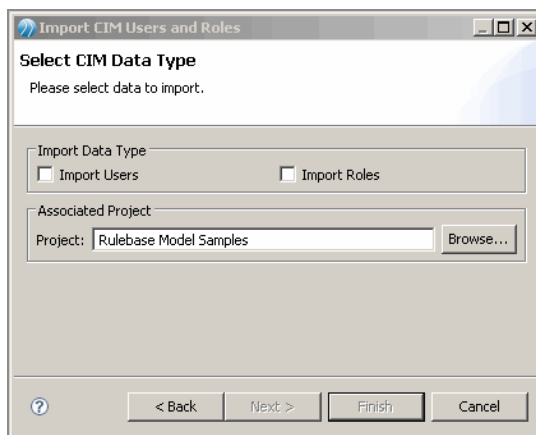 Import CIM Users and Roles
Select CIM Data Type
Please select data to import.
Import Data Type
Import Users
Import Roles
Associated Project
Project: Rulebase Model Samples Browse...
? < Back Next > Finish Cancel